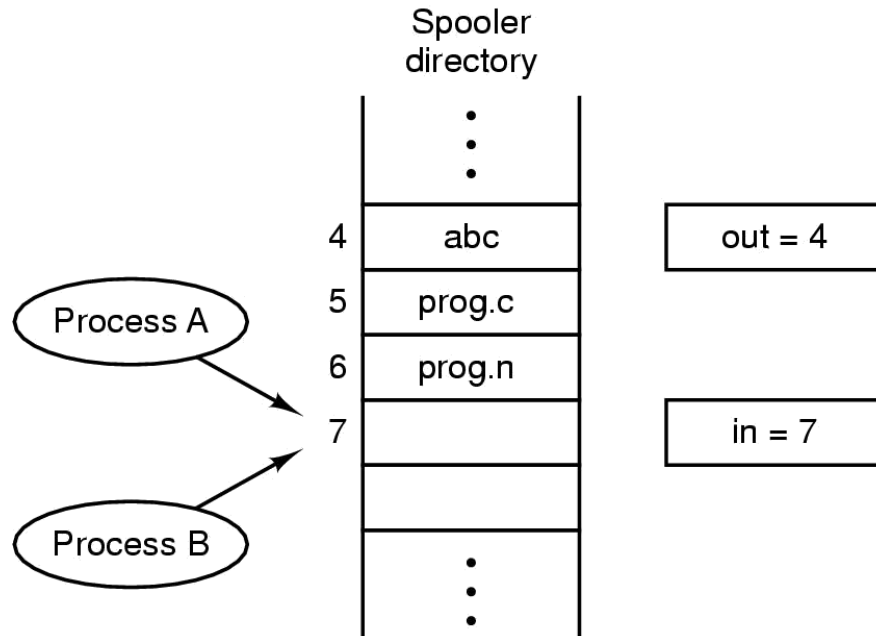 Spooler
directory
4 abc out = 4
5 prog.c
Process A
6 prog.n
7 in = 7
Process B